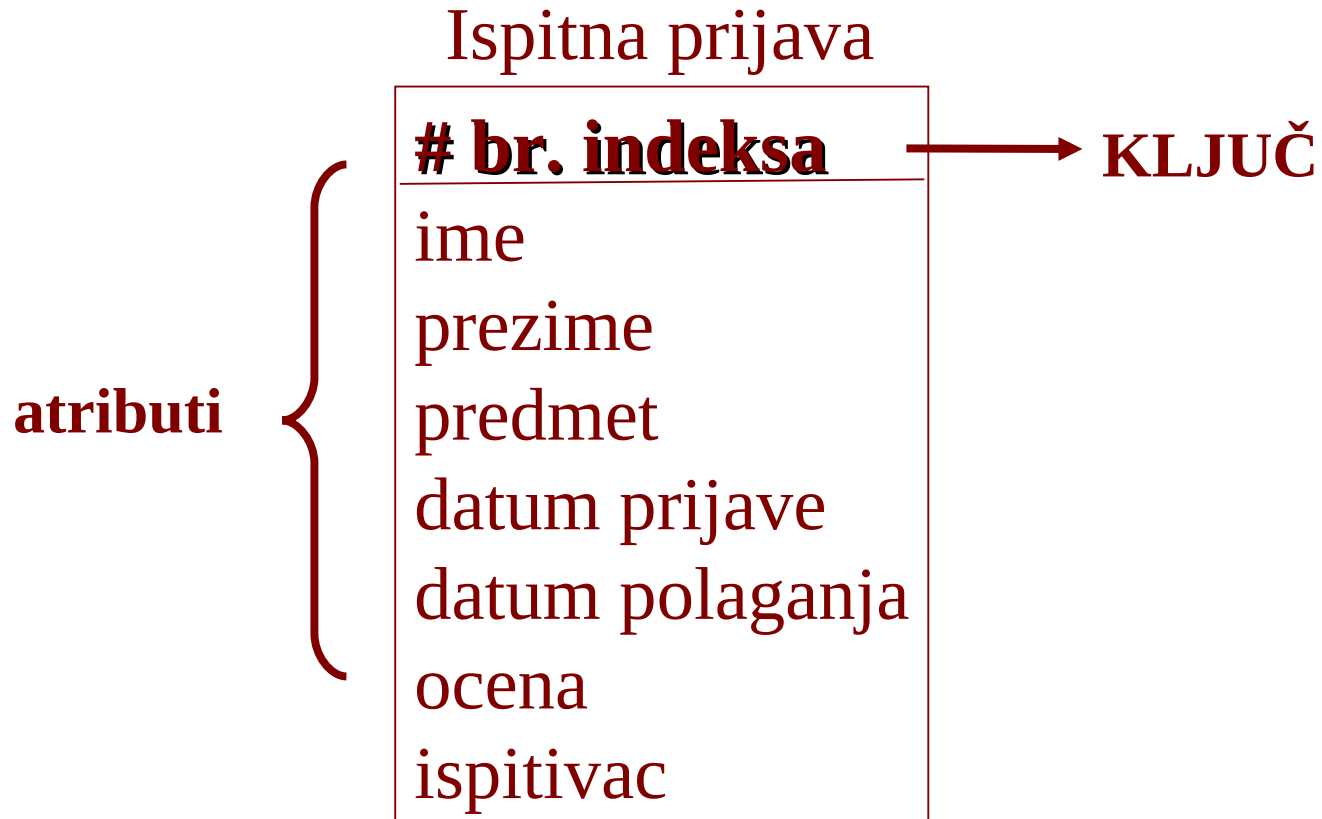 Ispitna prijava
# br. indeksa
KLJUČ
ime
prezime
atributi
predmet
datum prijave
datum polaganja
ocena
ispitivac